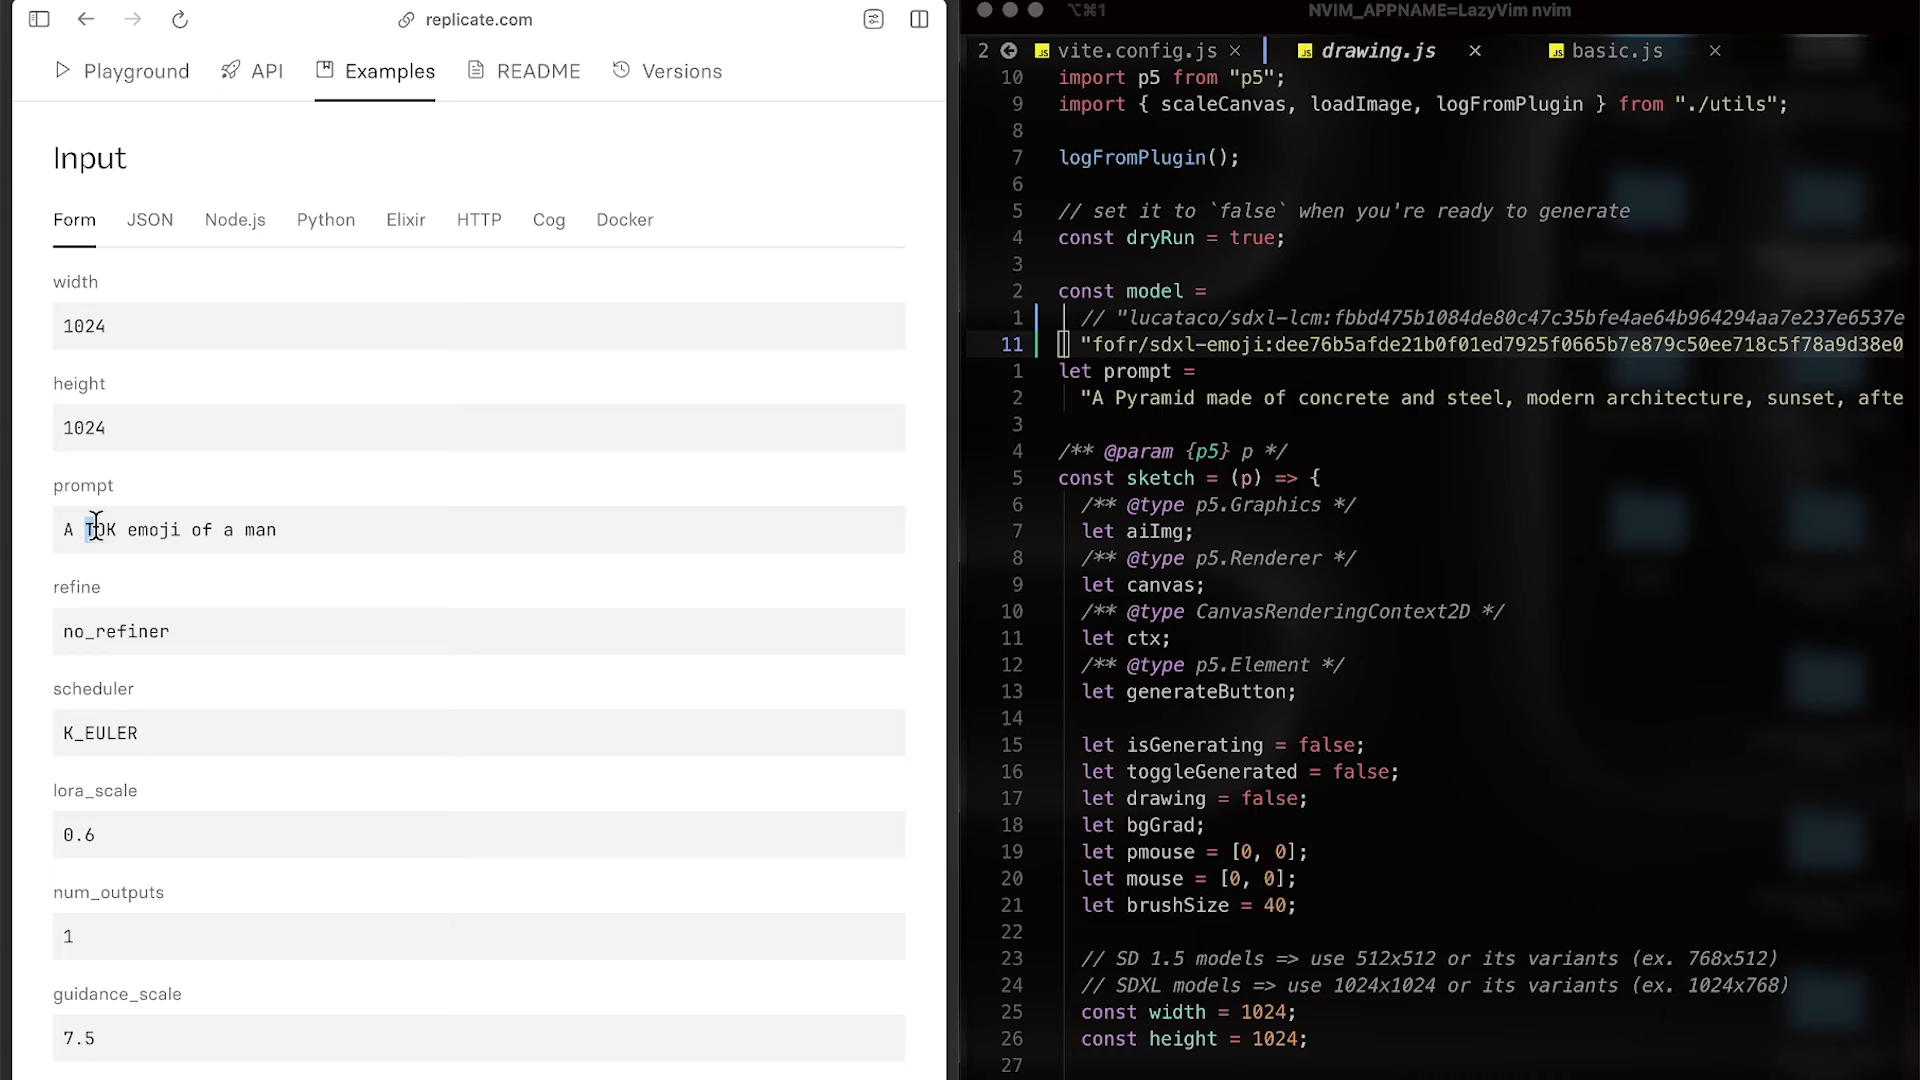 replicate.com
Playground API Examples README Versions
Input
Form JSON Node.js Python Elixir HTTP Cog Docker
width
1024
height
1024
prompt
A TOK emoji of a man
refine
no_refiner
scheduler
K_EULER
lora_scale
0.6
num_outputs
1
guidance_scale
7.5
⌥⌘1 NVIM_APPNAME=LazyVim nvim
2 JS vite.config.js × JS drawing.js × JS basic.js ×
10 import p5 from "p5";
9 import { scaleCanvas, loadImage, logFromPlugin } from "./utils";
8
7 logFromPlugin();
6
5 // set it to `false` when you're ready to generate
4 const dryRun = true;
3
2 const model =
1 // "lucataco/sdxl-lcm:fbbd475b1084de80c47c35bfe4ae64b964294aa7e237e6537e
11 "fofr/sdxl-emoji:dee76b5afde21b0f01ed7925f0665b7e879c50ee718c5f78a9d38e0
1 let prompt =
2 "A Pyramid made of concrete and steel, modern architecture, sunset, afte
3
4 /** @param {p5} p */
5 const sketch = (p) => {
6 /** @type p5.Graphics */
7 let aiImg;
8 /** @type p5.Renderer */
9 let canvas;
10 /** @type CanvasRenderingContext2D */
11 let ctx;
12 /** @type p5.Element */
13 let generateButton;
14
15 let isGenerating = false;
16 let toggleGenerated = false;
17 let drawing = false;
18 let bgGrad;
19 let pmouse = [0, 0];
20 let mouse = [0, 0];
21 let brushSize = 40;
22
23 // SD 1.5 models => use 512x512 or its variants (ex. 768x512)
24 // SDXL models => use 1024x1024 or its variants (ex. 1024x768)
25 const width = 1024;
26 const height = 1024;
27